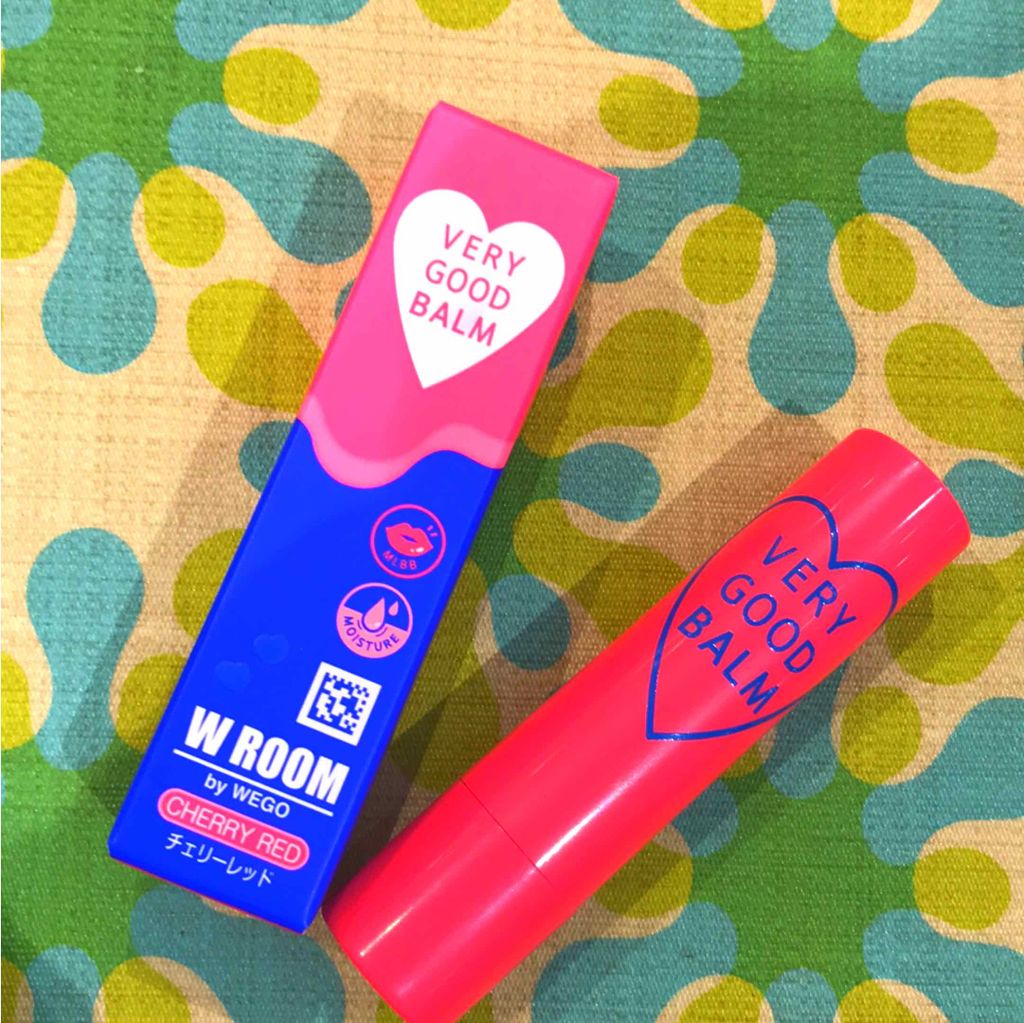 VERY
GOOD
BALM
MLBB
MOISTURE
W ROOM
by WEGO
CHERRY RED
チェリーレッド
VERY
GOOD
BALM